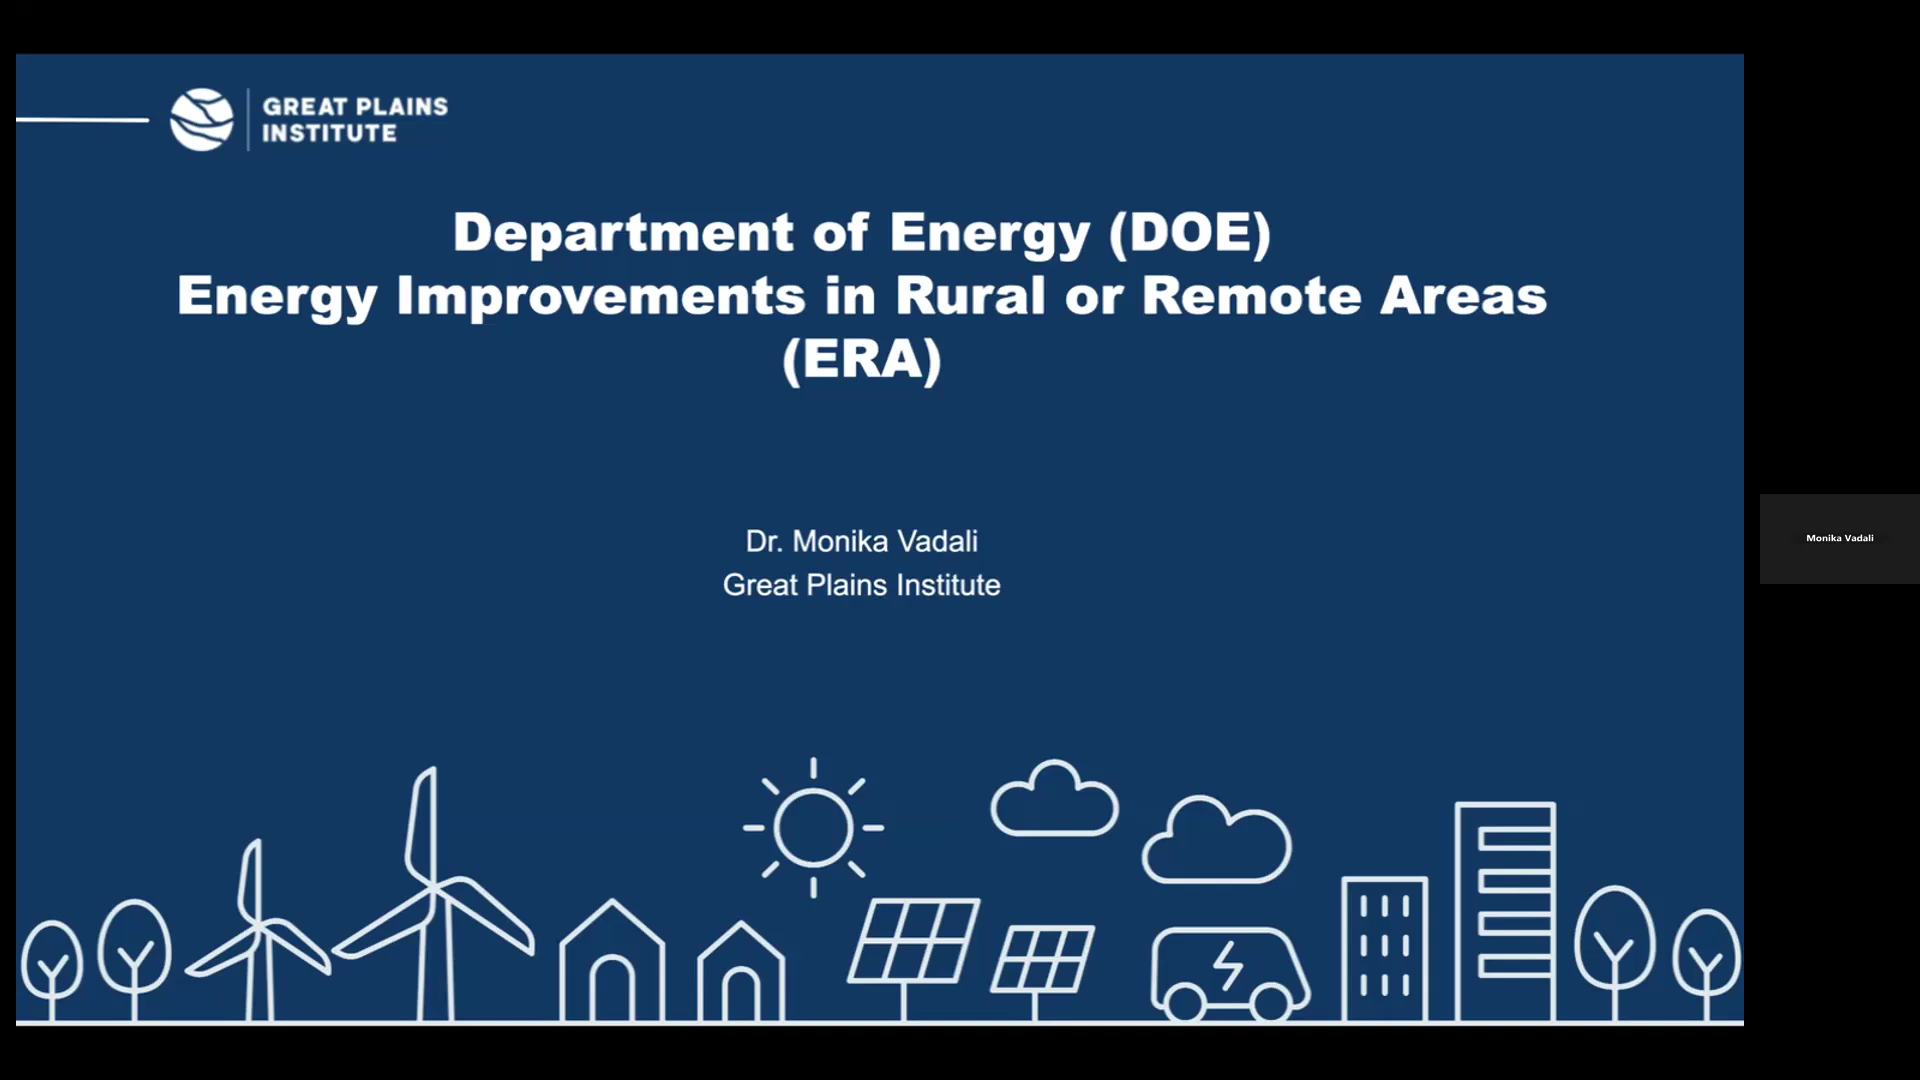 GREAT PLAINS
INSTITUTE
Department of Energy (DOE)
Energy Improvements in Rural or Remote Areas
(ERA)
Dr. Monika Vadali
Great Plains Institute
Monika Vadali